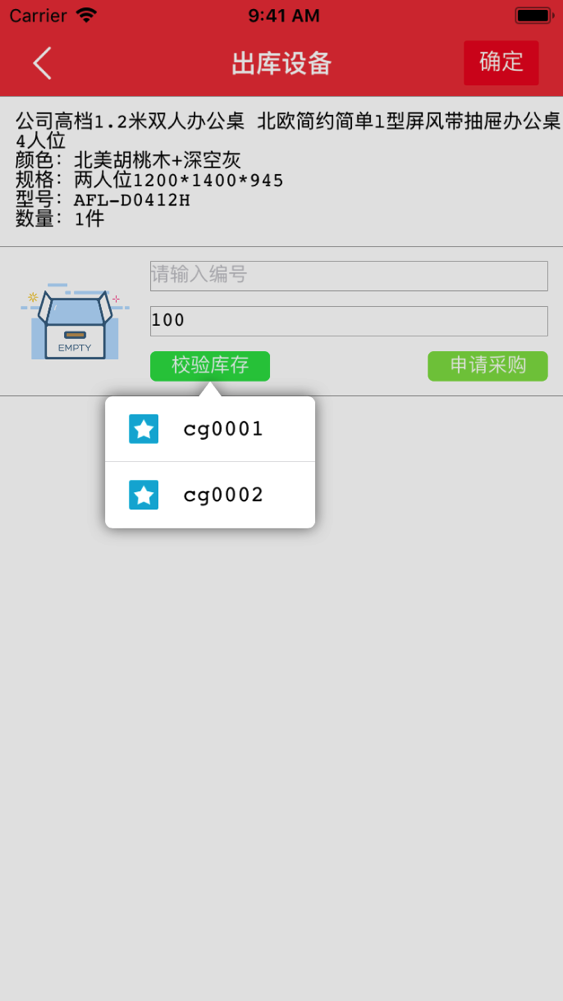 Carrier 9:41 AM
出库设备
确定
公司高档1.2米双人办公桌 北欧简约简单1型屏风带抽屉办公桌
4人位
颜色：北美胡桃木+深空灰
规格：两人位1200*1400*945
型号：AFL-D0412H
数量：1件
请输入编号
100
EMPTY
校验库存 申请采购
cg0001
cg0002